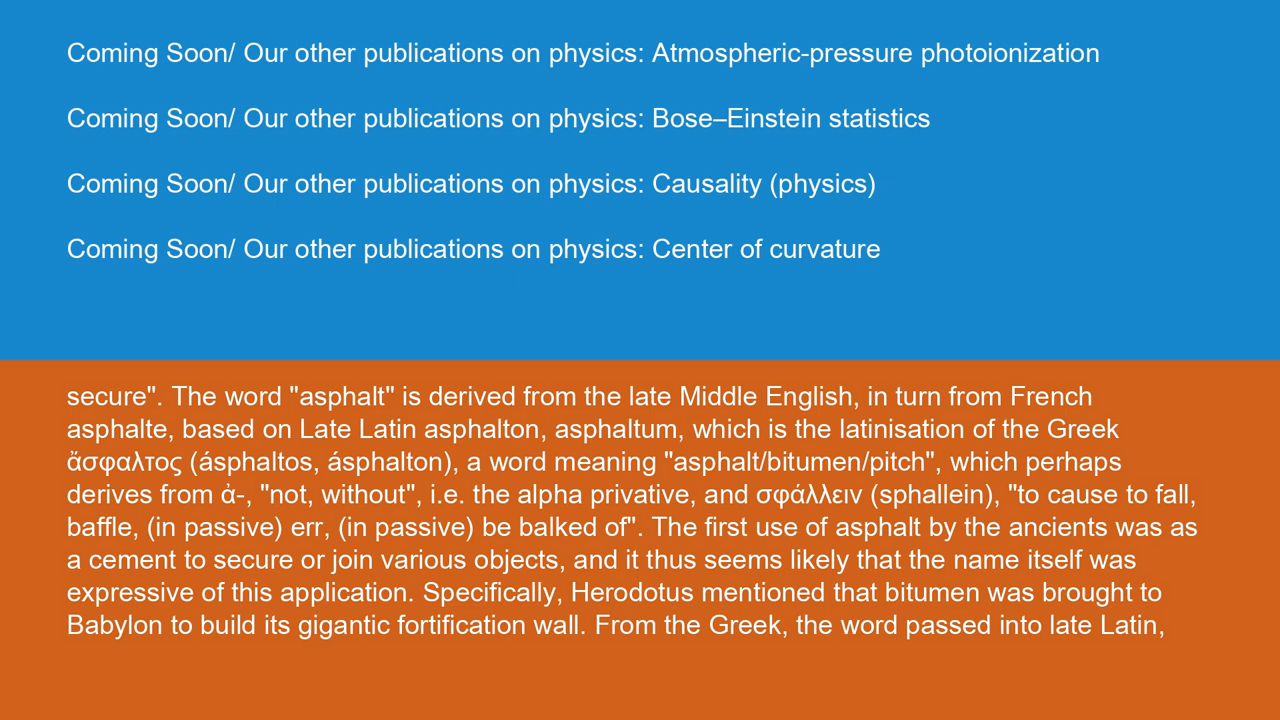 Coming Soon/ Our other publications on physics: Atmospheric-pressure photoionization
Coming Soon/ Our other publications on physics: Bose–Einstein statistics
Coming Soon/ Our other publications on physics: Causality (physics)
Coming Soon/ Our other publications on physics: Center of curvature
secure". The word "asphalt" is derived from the late Middle English, in turn from French
asphalte, based on Late Latin asphalton, asphaltum, which is the latinisation of the Greek
ἄσφαλτος (ásphaltos, ásphalton), a word meaning "asphalt/bitumen/pitch", which perhaps
derives from ἀ-, "not, without", i.e. the alpha privative, and σφάλλειν (sphallein), "to cause to fall,
baffle, (in passive) err, (in passive) be balked of". The first use of asphalt by the ancients was as
a cement to secure or join various objects, and it thus seems likely that the name itself was
expressive of this application. Specifically, Herodotus mentioned that bitumen was brought to
Babylon to build its gigantic fortification wall. From the Greek, the word passed into late Latin,